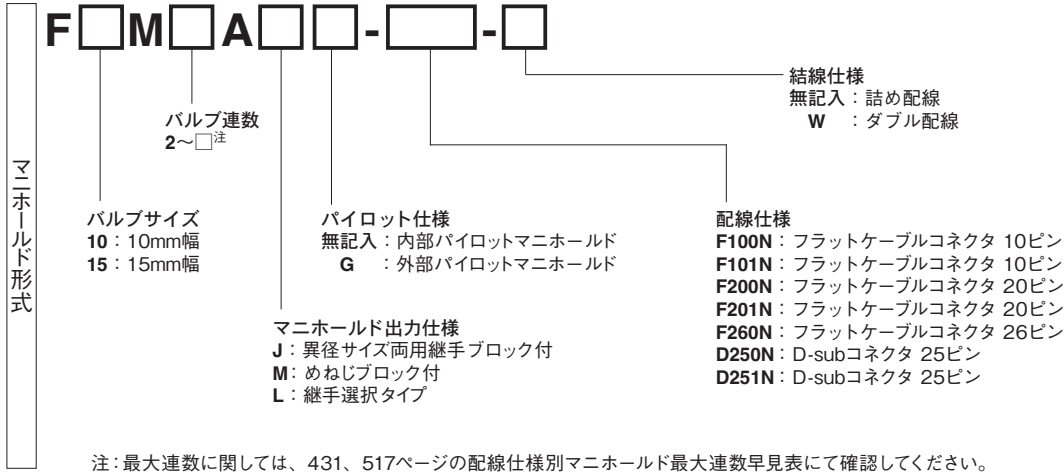 マニホールド形式
F□M□A□□-□-□
結線仕様
無記入：詰め配線
W ：ダブル配線
バルブ連数
2～□注
バルブサイズ
10：10mm幅
15：15mm幅
パイロット仕様
無記入：内部パイロットマニホールド
G ：外部パイロットマニホールド
配線仕様
F100N：フラットケーブルコネクタ 10ピン
F101N：フラットケーブルコネクタ 10ピン
F200N：フラットケーブルコネクタ 20ピン
F201N：フラットケーブルコネクタ 20ピン
F260N：フラットケーブルコネクタ 26ピン
D250N：D-subコネクタ 25ピン
D251N：D-subコネクタ 25ピン
マニホールド出力仕様
J：異径サイズ両用継手ブロック付
M：めねじブロック付
L：継手選択タイプ
注：最大連数に関しては、431、517ページの配線仕様別マニホールド最大連数早見表にて確認してください。